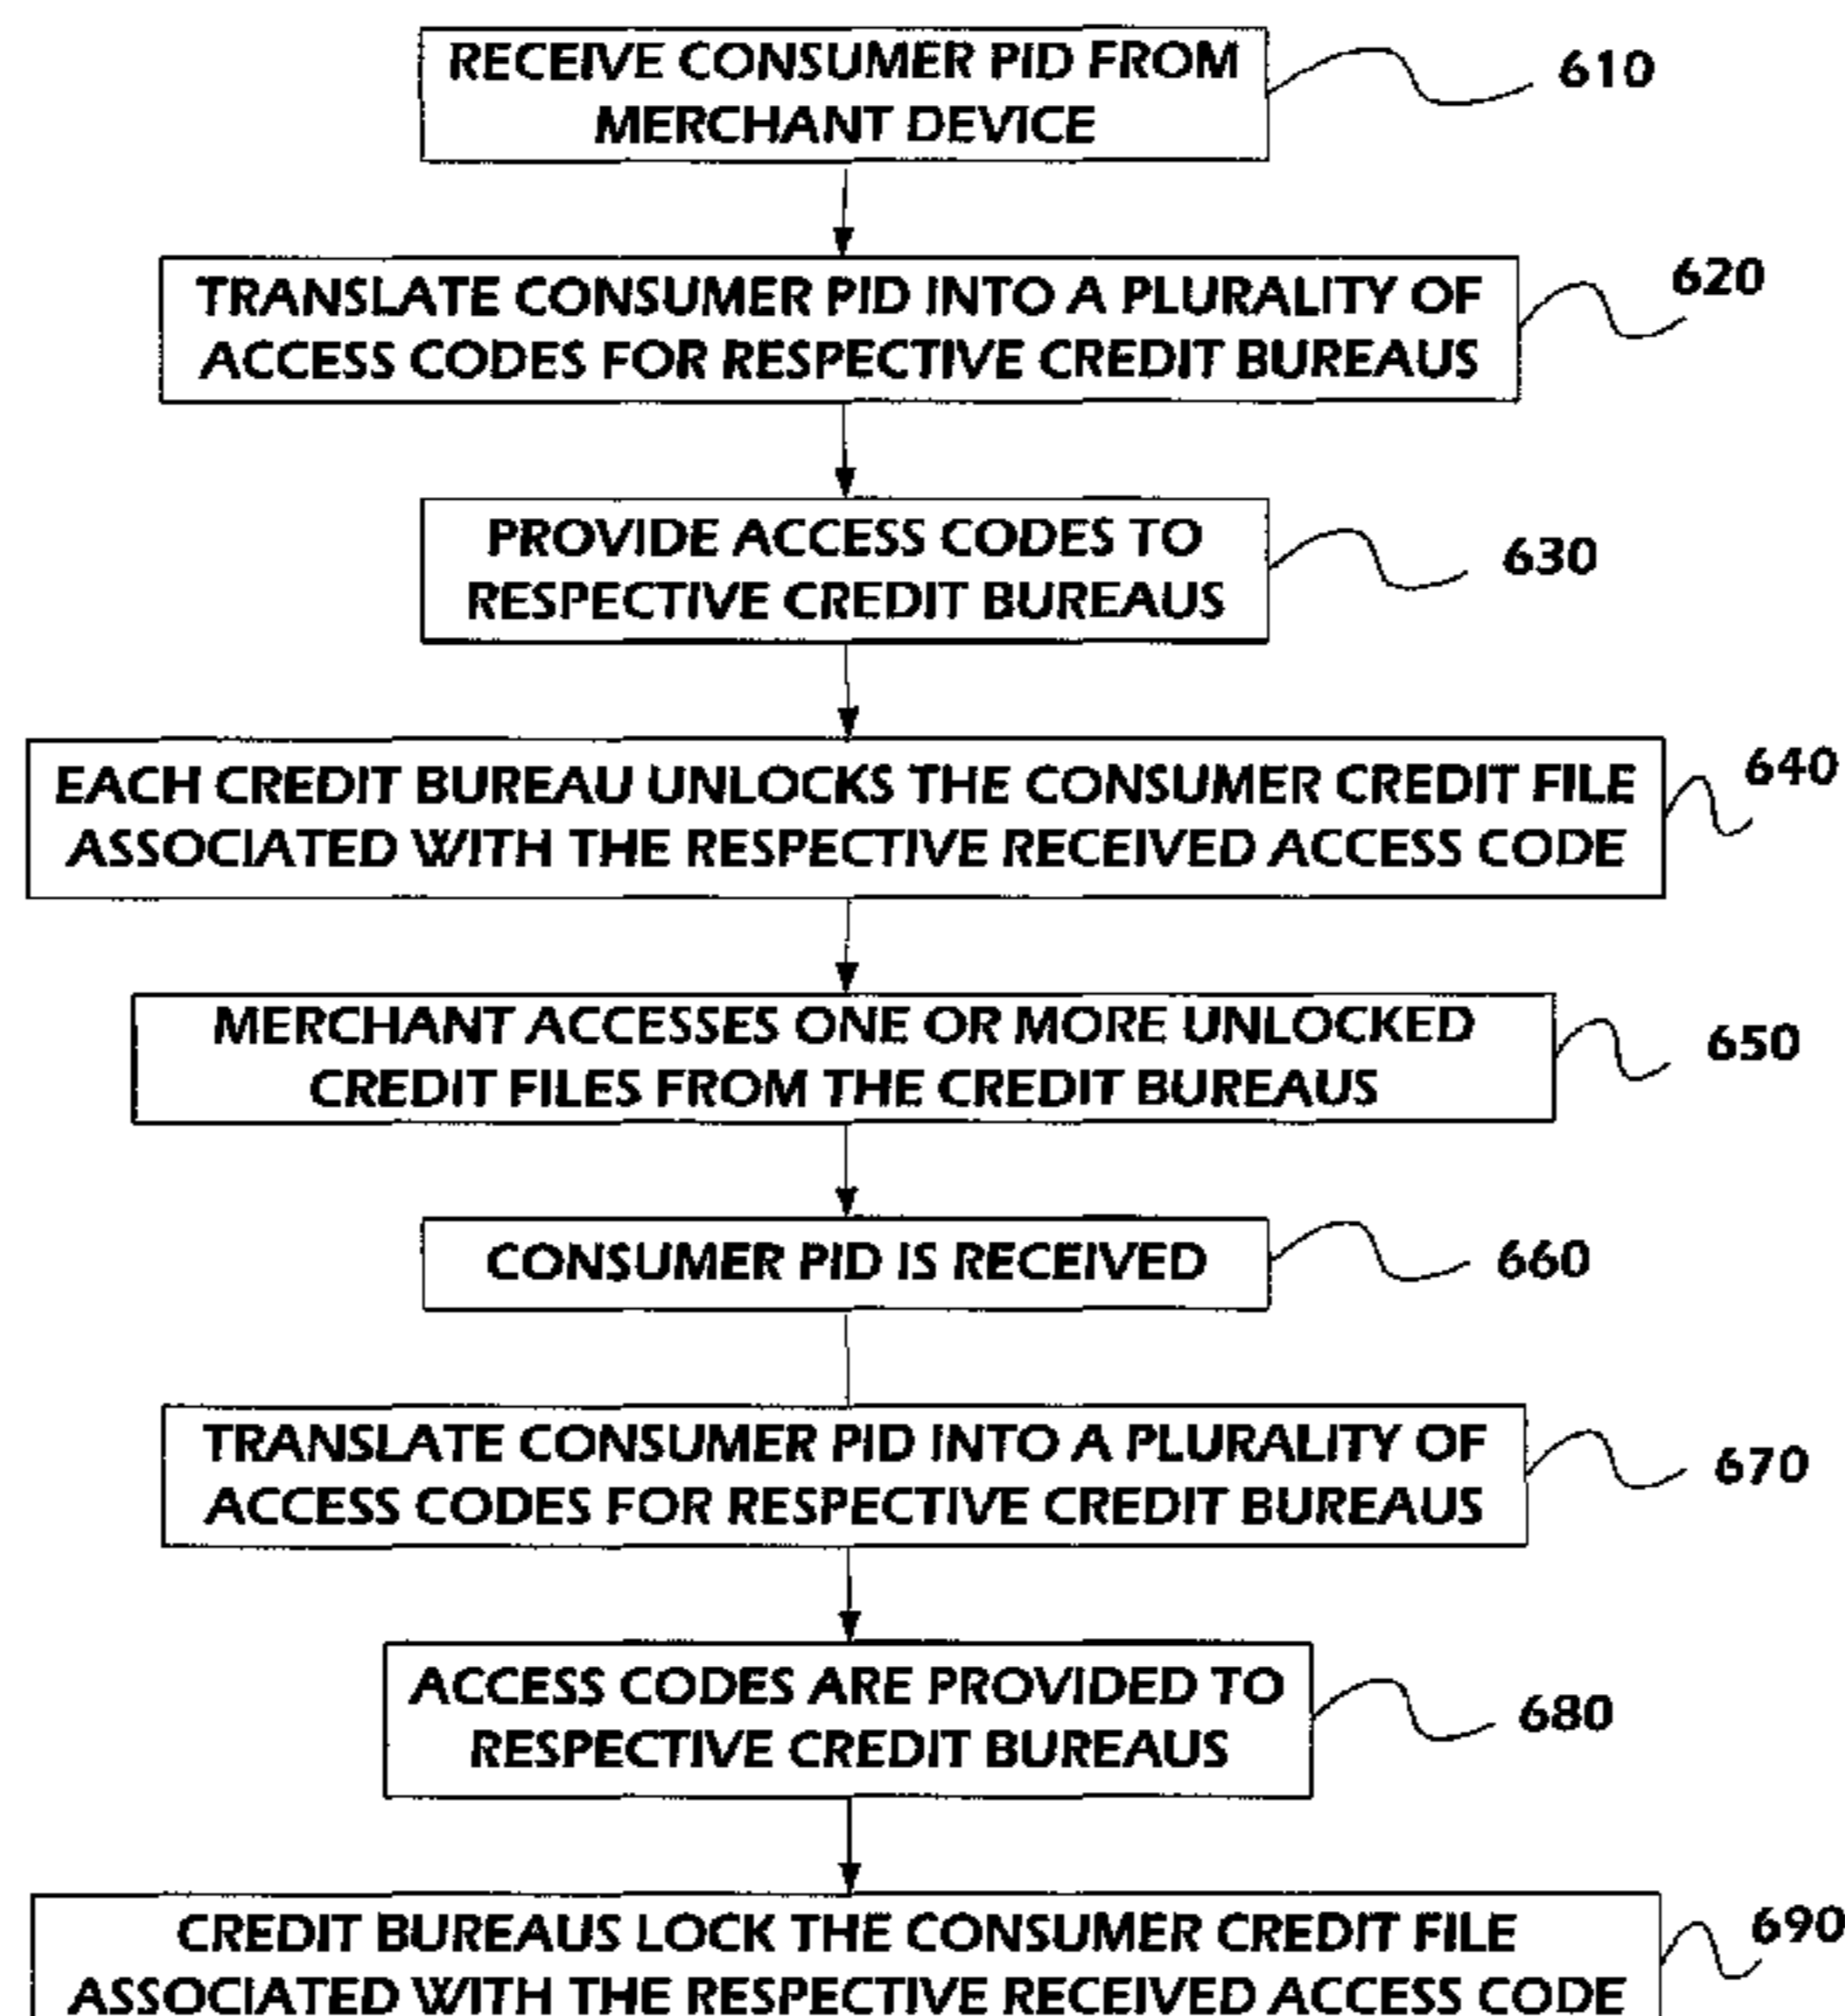 RECEIVE CONSUMER PID FROM
MERCHANT DEVICE
610
TRANSLATE CONSUMER PID INTO A PLURALITY OF
ACCESS CODES FOR RESPECTIVE CREDIT BUREAUS
620
PROVIDE ACCESS CODES TO
RESPECTIVE CREDIT BUREAUS
630
EACH CREDIT BUREAU UNLOCKS THE CONSUMER CREDIT FILE
ASSOCIATED WITH THE RESPECTIVE RECEIVED ACCESS CODE
640
MERCHANT ACCESSES ONE OR MORE UNLOCKED
CREDIT FILES FROM THE CREDIT BUREAUS
650
CONSUMER PID IS RECEIVED
660
TRANSLATE CONSUMER PID INTO A PLURALITY OF
ACCESS CODES FOR RESPECTIVE CREDIT BUREAUS
670
ACCESS CODES ARE PROVIDED TO
RESPECTIVE CREDIT BUREAUS
680
CREDIT BUREAUS LOCK THE CONSUMER CREDIT FILE
ASSOCIATED WITH THE RESPECTIVE RECEIVED ACCESS CODE
690